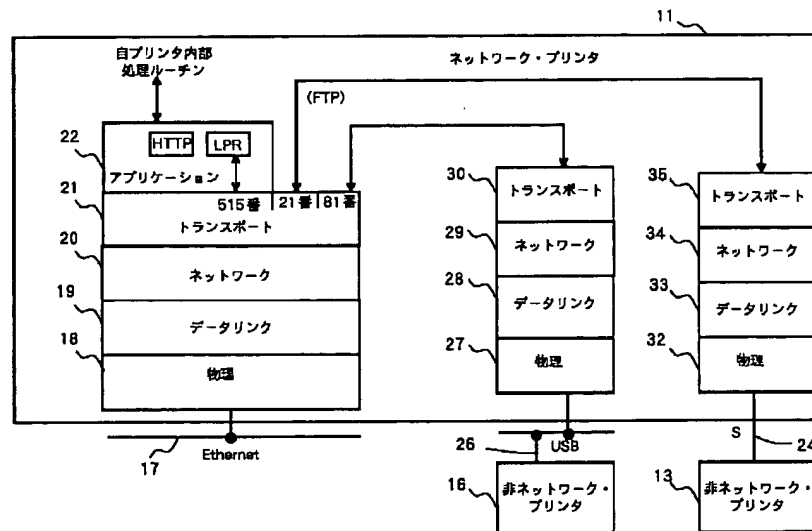 11
自プリンタ内部
処理ルーチン
ネットワーク・プリンタ
(FTP)
22
HTTP
LPR
アプリケーション
21
515番
21番
81番
トランスポート
20
ネットワーク
19
データリンク
18
物理
30
トランスポート
29
ネットワーク
28
データリンク
27
物理
35
トランスポート
34
ネットワーク
33
データリンク
32
物理
17
Ethernet
26
USB
S
24
16
非ネットワーク・
プリンタ
13
非ネットワーク・
プリンタ